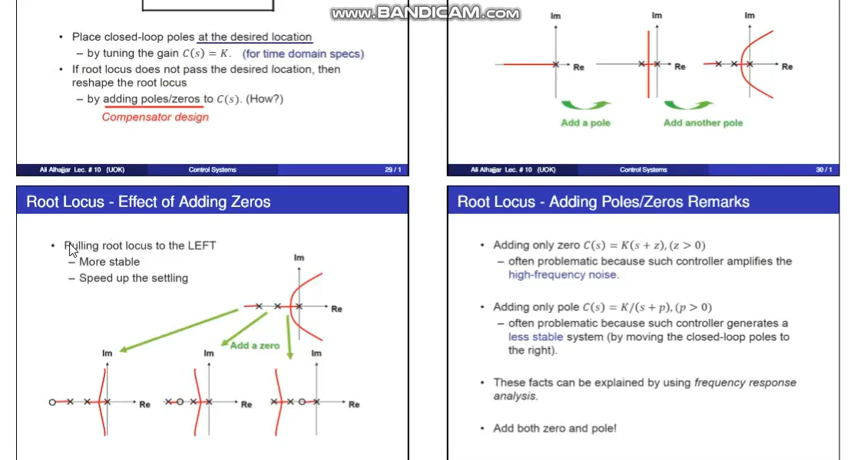 www.BANDICAM.com
• Place closed-loop poles at the desired location
– by tuning the gain C(s) = K. (for time domain specs)
• If root locus does not pass the desired location, then
reshape the root locus
– by adding poles/zeros to C(s). (How?)
Compensator design
Ali Alhajjar Lec. # 10 (UOK) Control Systems 29 / 1
Im Im Im
Re Re Re
Add a pole Add another pole
Ali Alhajjar Lec. # 10 (UOK) Control Systems 30 / 1
Root Locus - Effect of Adding Zeros
• Pulling root locus to the LEFT
– More stable
– Speed up the settling
Im
Re
Add a zero
Im Im Im
Re Re Re
Root Locus - Adding Poles/Zeros Remarks
• Adding only zero C(s) = K(s + z), (z > 0)
– often problematic because such controller amplifies the
high-frequency noise.
• Adding only pole C(s) = K/(s + p), (p > 0)
– often problematic because such controller generates a
less stable system (by moving the closed-loop poles to
the right).
• These facts can be explained by using frequency response
analysis.
• Add both zero and pole!